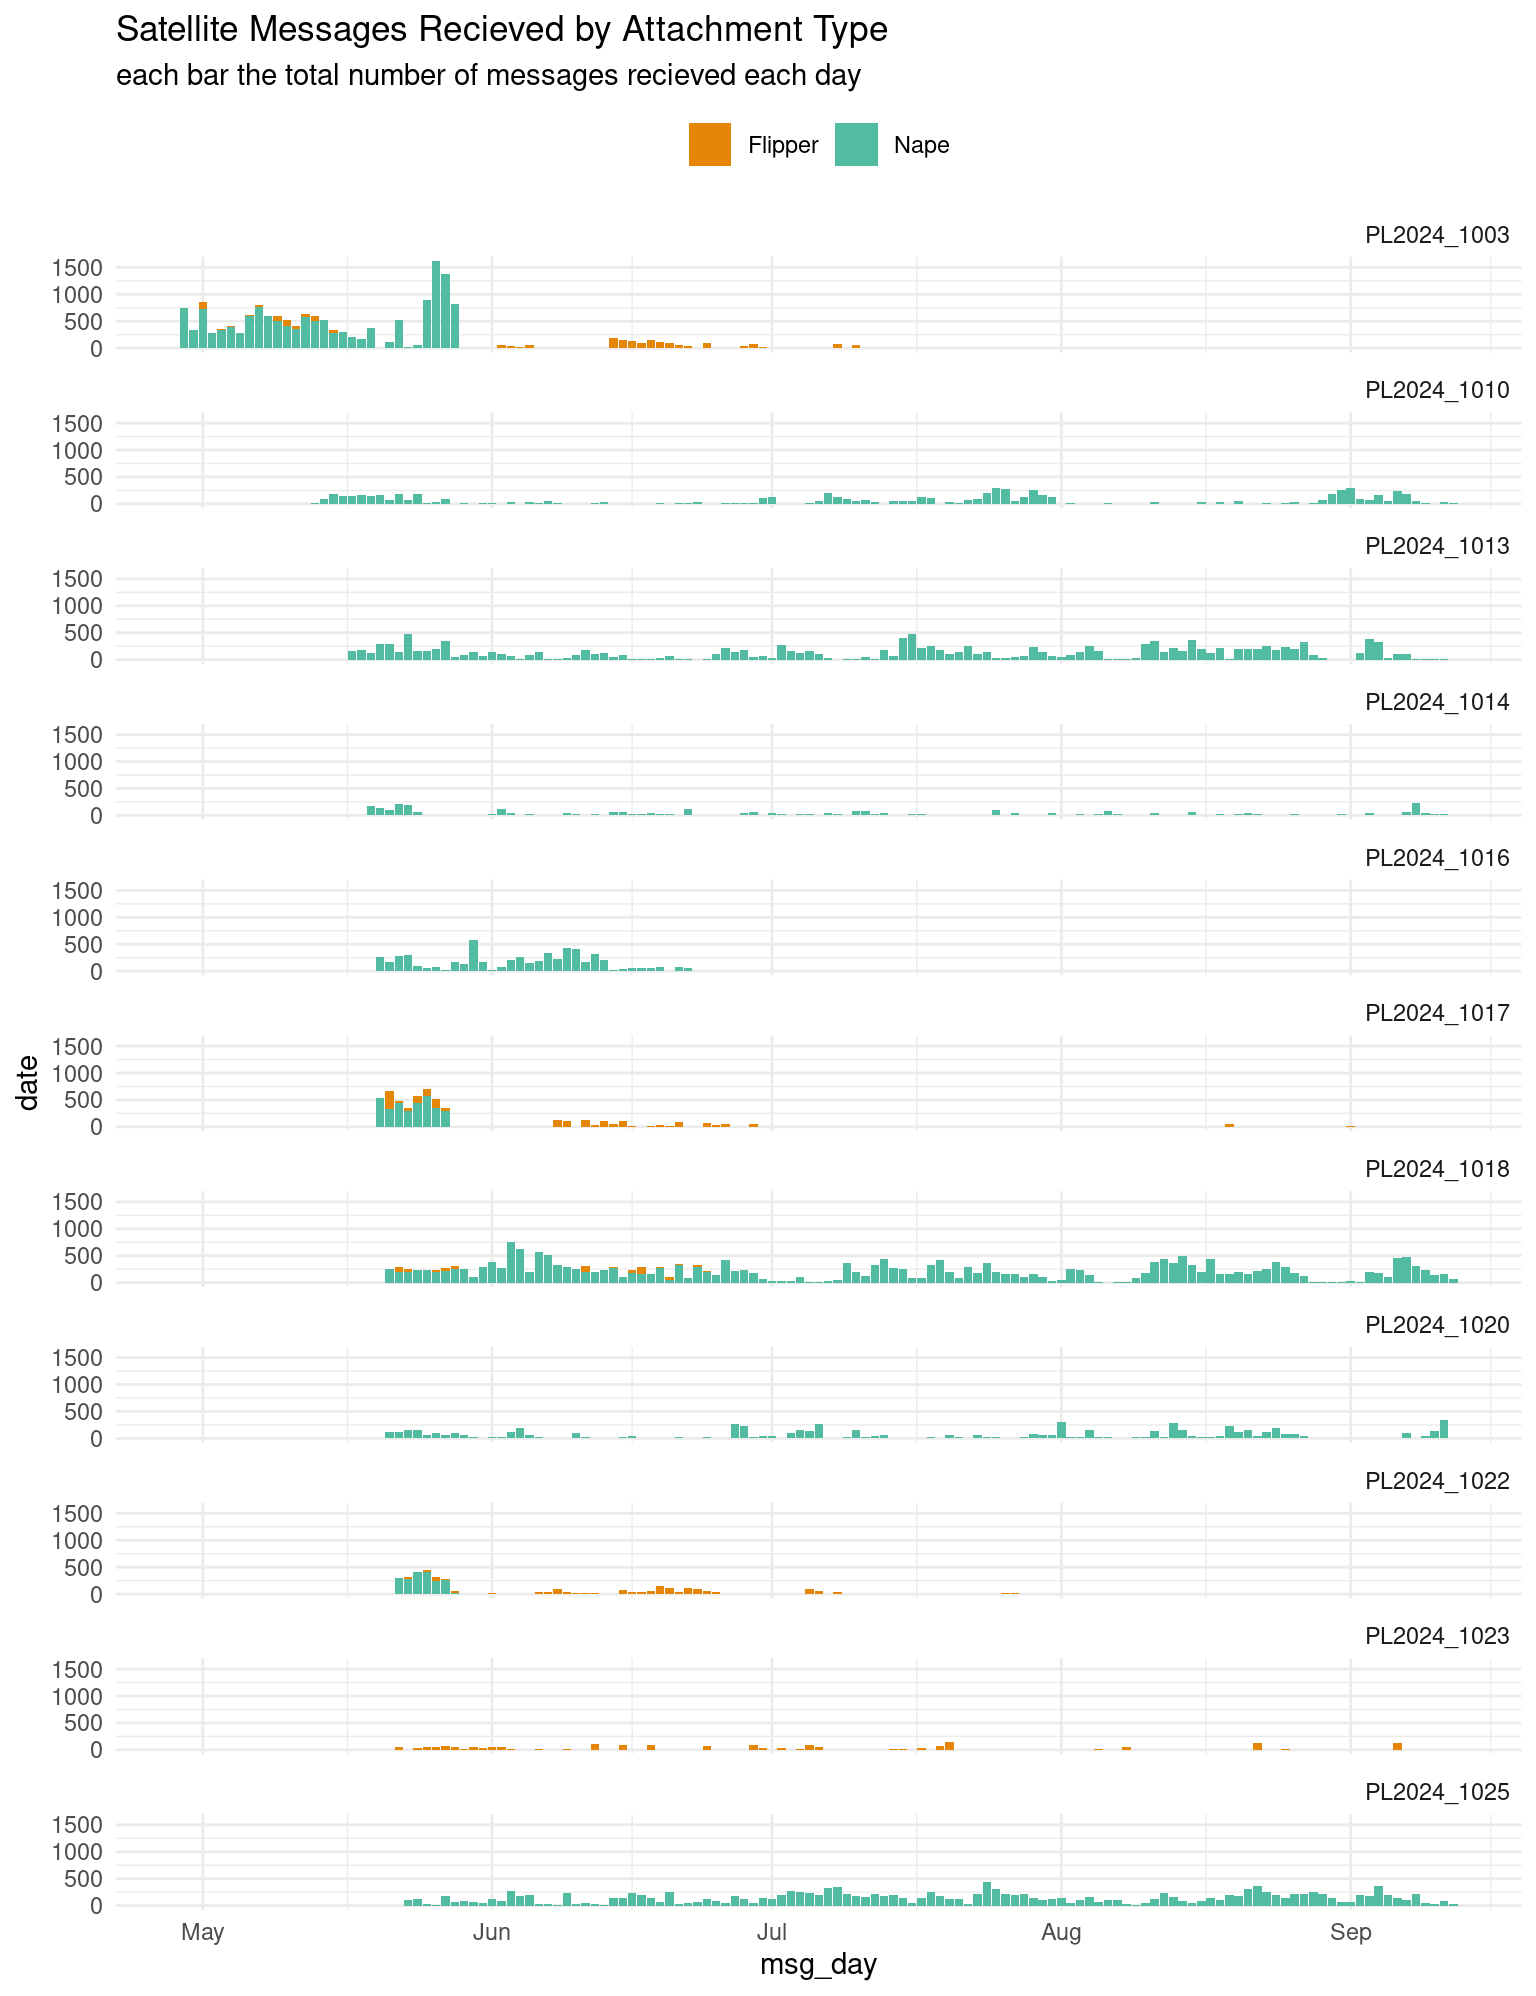 Satellite Messages Recieved by Attachment Type
each bar the total number of messages recieved each day
Flipper Nape
PL2024_1003
1500
1000
500
0
PL2024_1010
1500
1000
500
0
PL2024_1013
1500
1000
500
0
PL2024_1014
1500
1000
500
0
PL2024_1016
1500
1000
500
0
PL2024_1017
1500
1000
500
0
date
PL2024_1018
1500
1000
500
0
PL2024_1020
1500
1000
500
0
PL2024_1022
1500
1000
500
0
PL2024_1023
1500
1000
500
0
PL2024_1025
1500
1000
500
0
May Jun Jul Aug Sep
msg_day